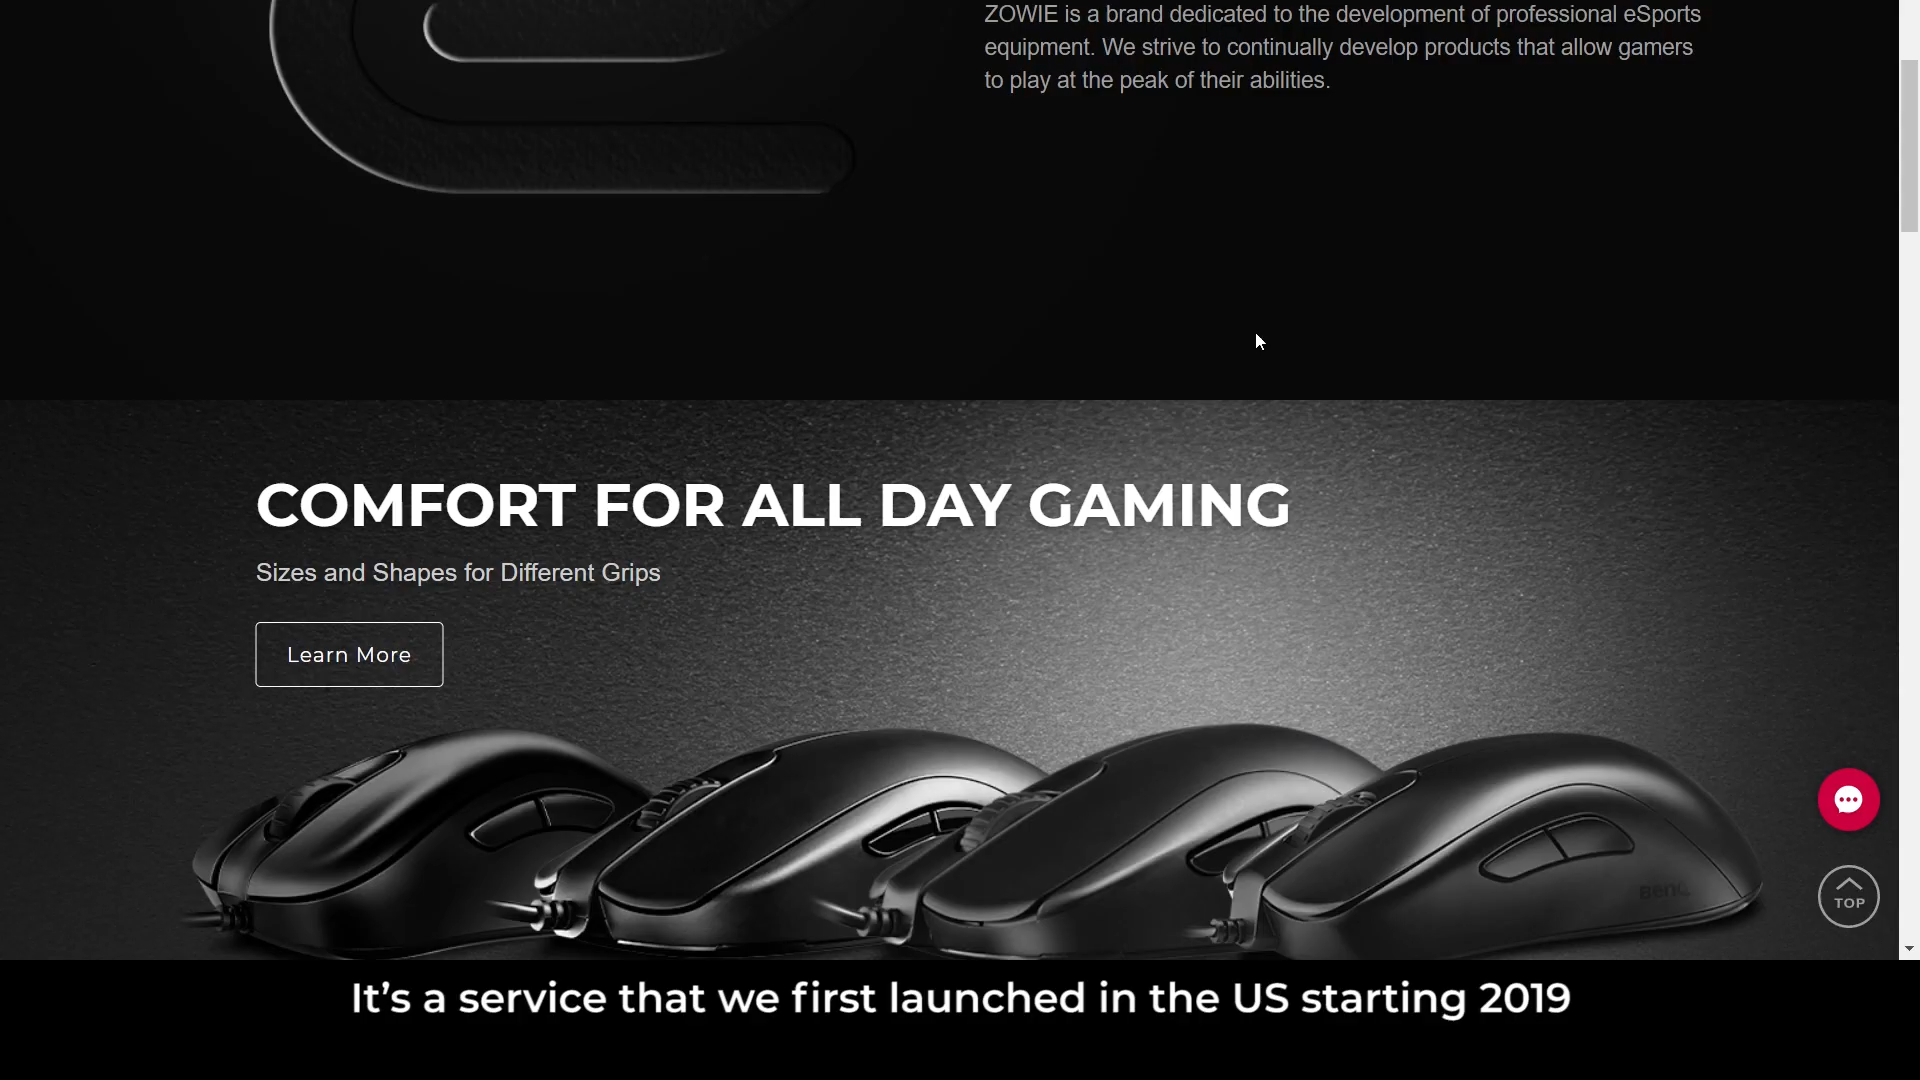 ZOWIE is a brand dedicated to the development of professional eSports
equipment. We strive to continually develop products that allow gamers
to play at the peak of their abilities.
COMFORT FOR ALL DAY GAMING
Sizes and Shapes for Different Grips
Learn More
BenQ
TOP
It’s a service that we first launched in the US starting 2019